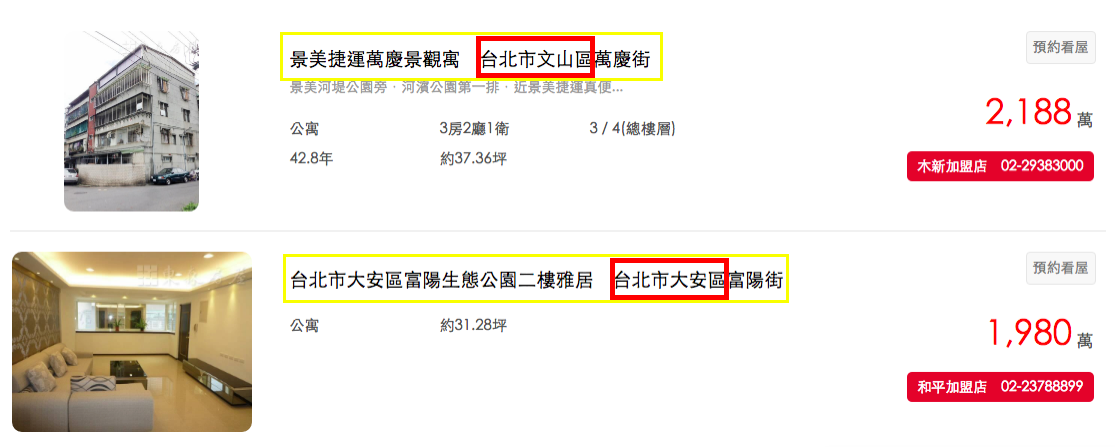 景美捷運萬慶景觀寓 台北市文山區萬慶街
預約看屋
景美河堤公園旁．河濱公園第一排．近景美捷運真便...
2,188 萬
公寓 3房2廳1衛 3 / 4(總樓層)
42.8年 約37.36坪
木新加盟店 02-29383000
台北市大安區富陽生態公園二樓雅居 台北市大安區富陽街
預約看屋
公寓 約31.28坪
1,980 萬
和平加盟店 02-23788899